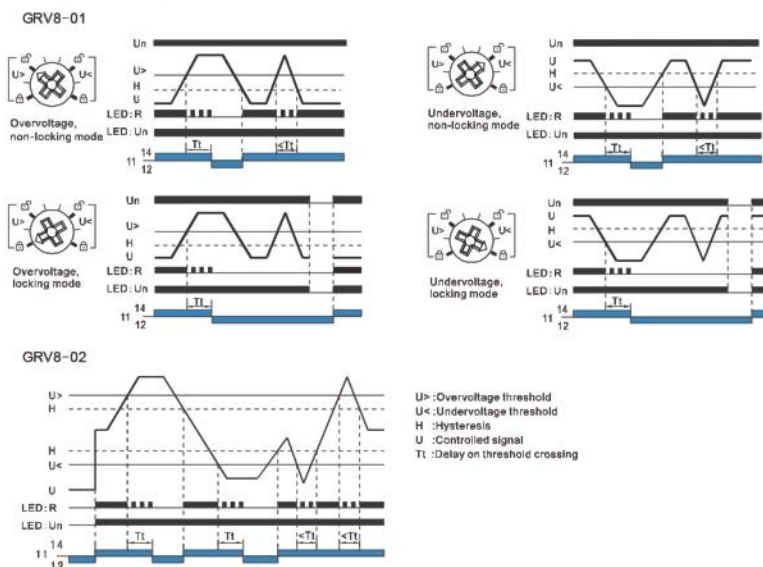 GRV8-01
Un
U>
H
U
LED: R
LED: Un
14
11
12
Tt
<Tt
U> U<
Overvoltage,
non-locking mode
Un
U
H
U<
LED: R
LED: Un
14
11
12
Tt
<Tt
U> U<
Undervoltage,
non-locking mode
Un
U>
H
U
LED: R
LED: Un
14
11
12
Tt
U> U<
Overvoltage,
locking mode
Un
U
H
U<
LED: R
LED: Un
14
11
12
Tt
U> U<
Undervoltage,
locking mode
GRV8-02
U>
H
H
U<
U
LED: R
LED: Un
Tt Tt <Tt <Tt
14
11
12
U> :Overvoltage threshold
U< :Undervoltage threshold
H :Hysteresis
U :Controlled signal
Tt :Delay on threshold crossing